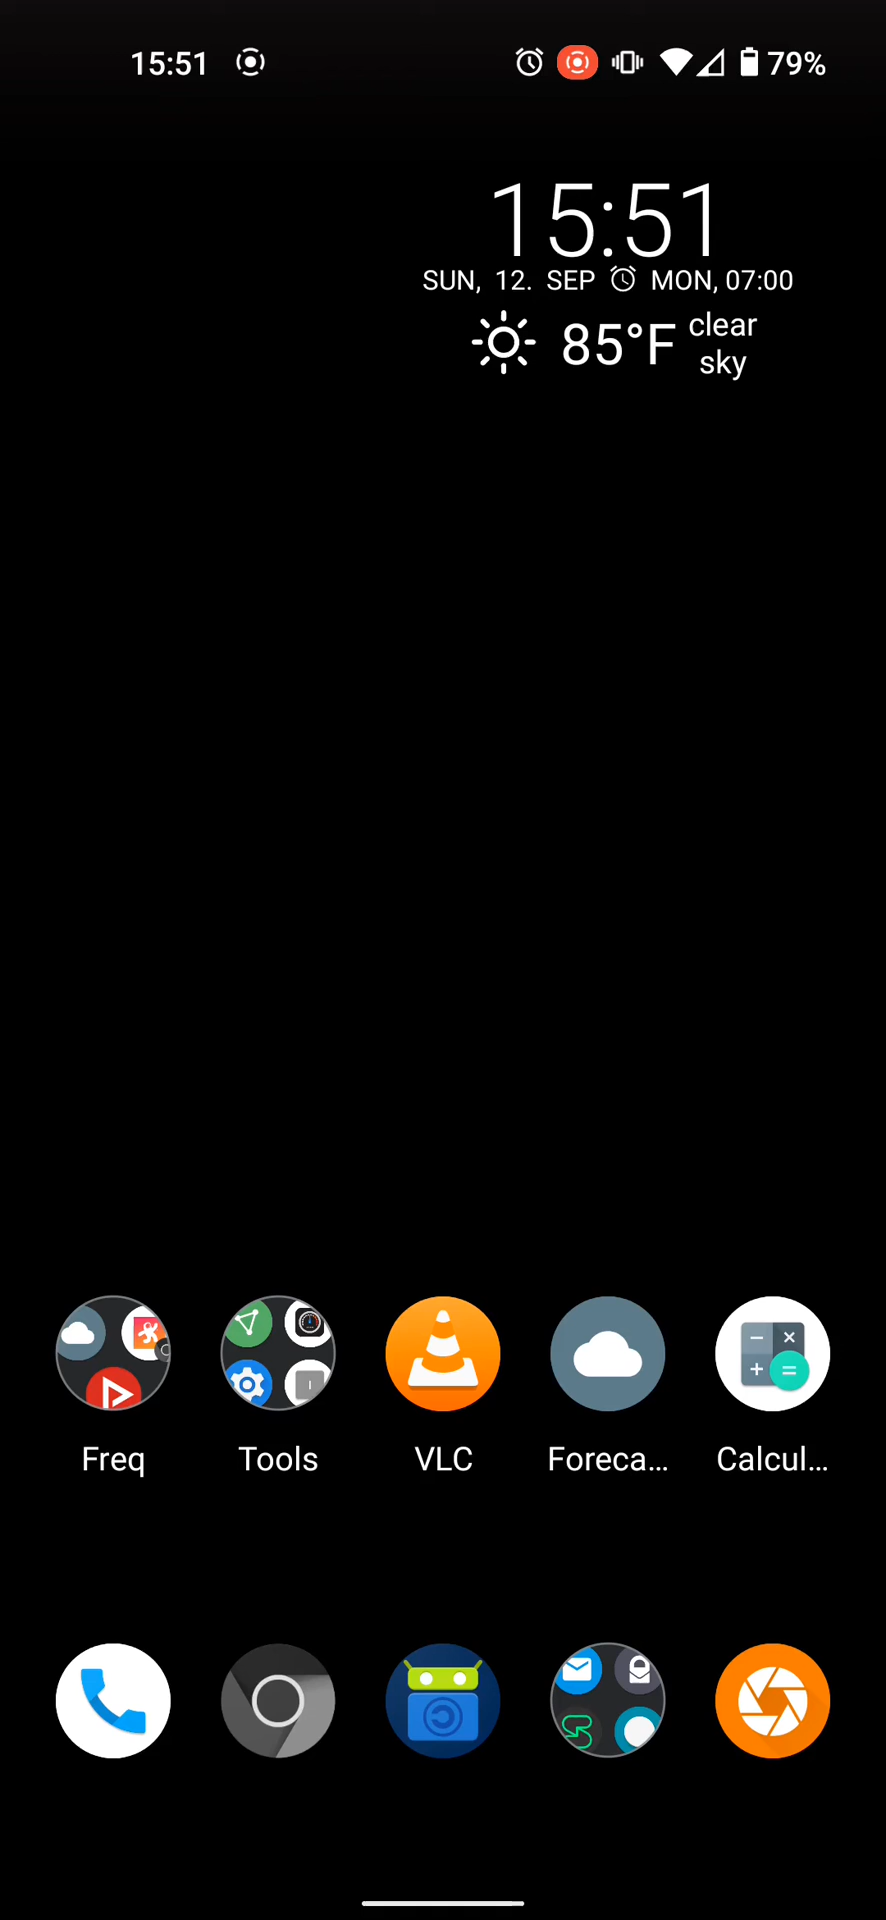 15:51 79%
15:51
SUN, 12. SEP MON, 07:00
85°F clear sky
Freq Tools VLC Foreca... Calcul...